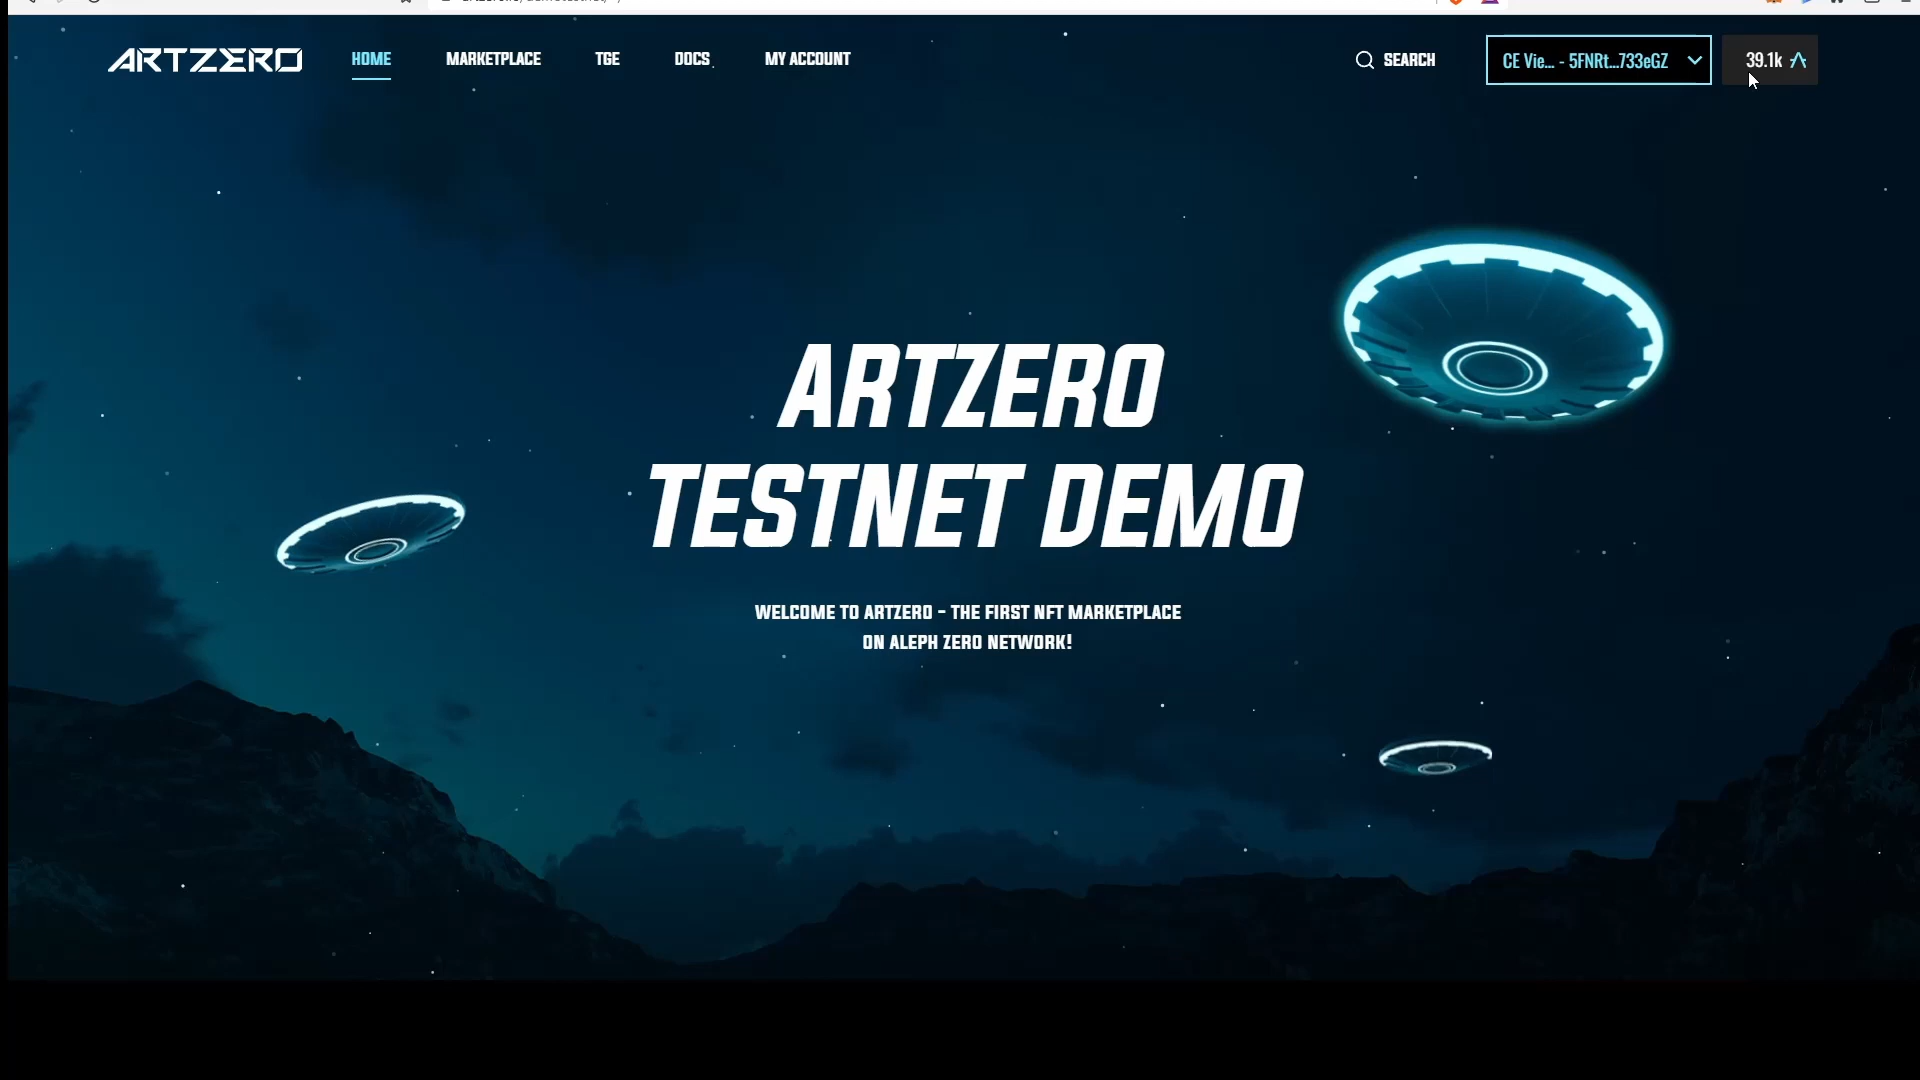 ARTZERO
HOME
MARKETPLACE
TGE
DOCS
MY ACCOUNT
SEARCH
CE Vie... - 5FNRt...733eGZ
39.1k
ARTZERO
TESTNET DEMO
WELCOME TO ARTZERO - THE FIRST NFT MARKETPLACE
ON ALEPH ZERO NETWORK!